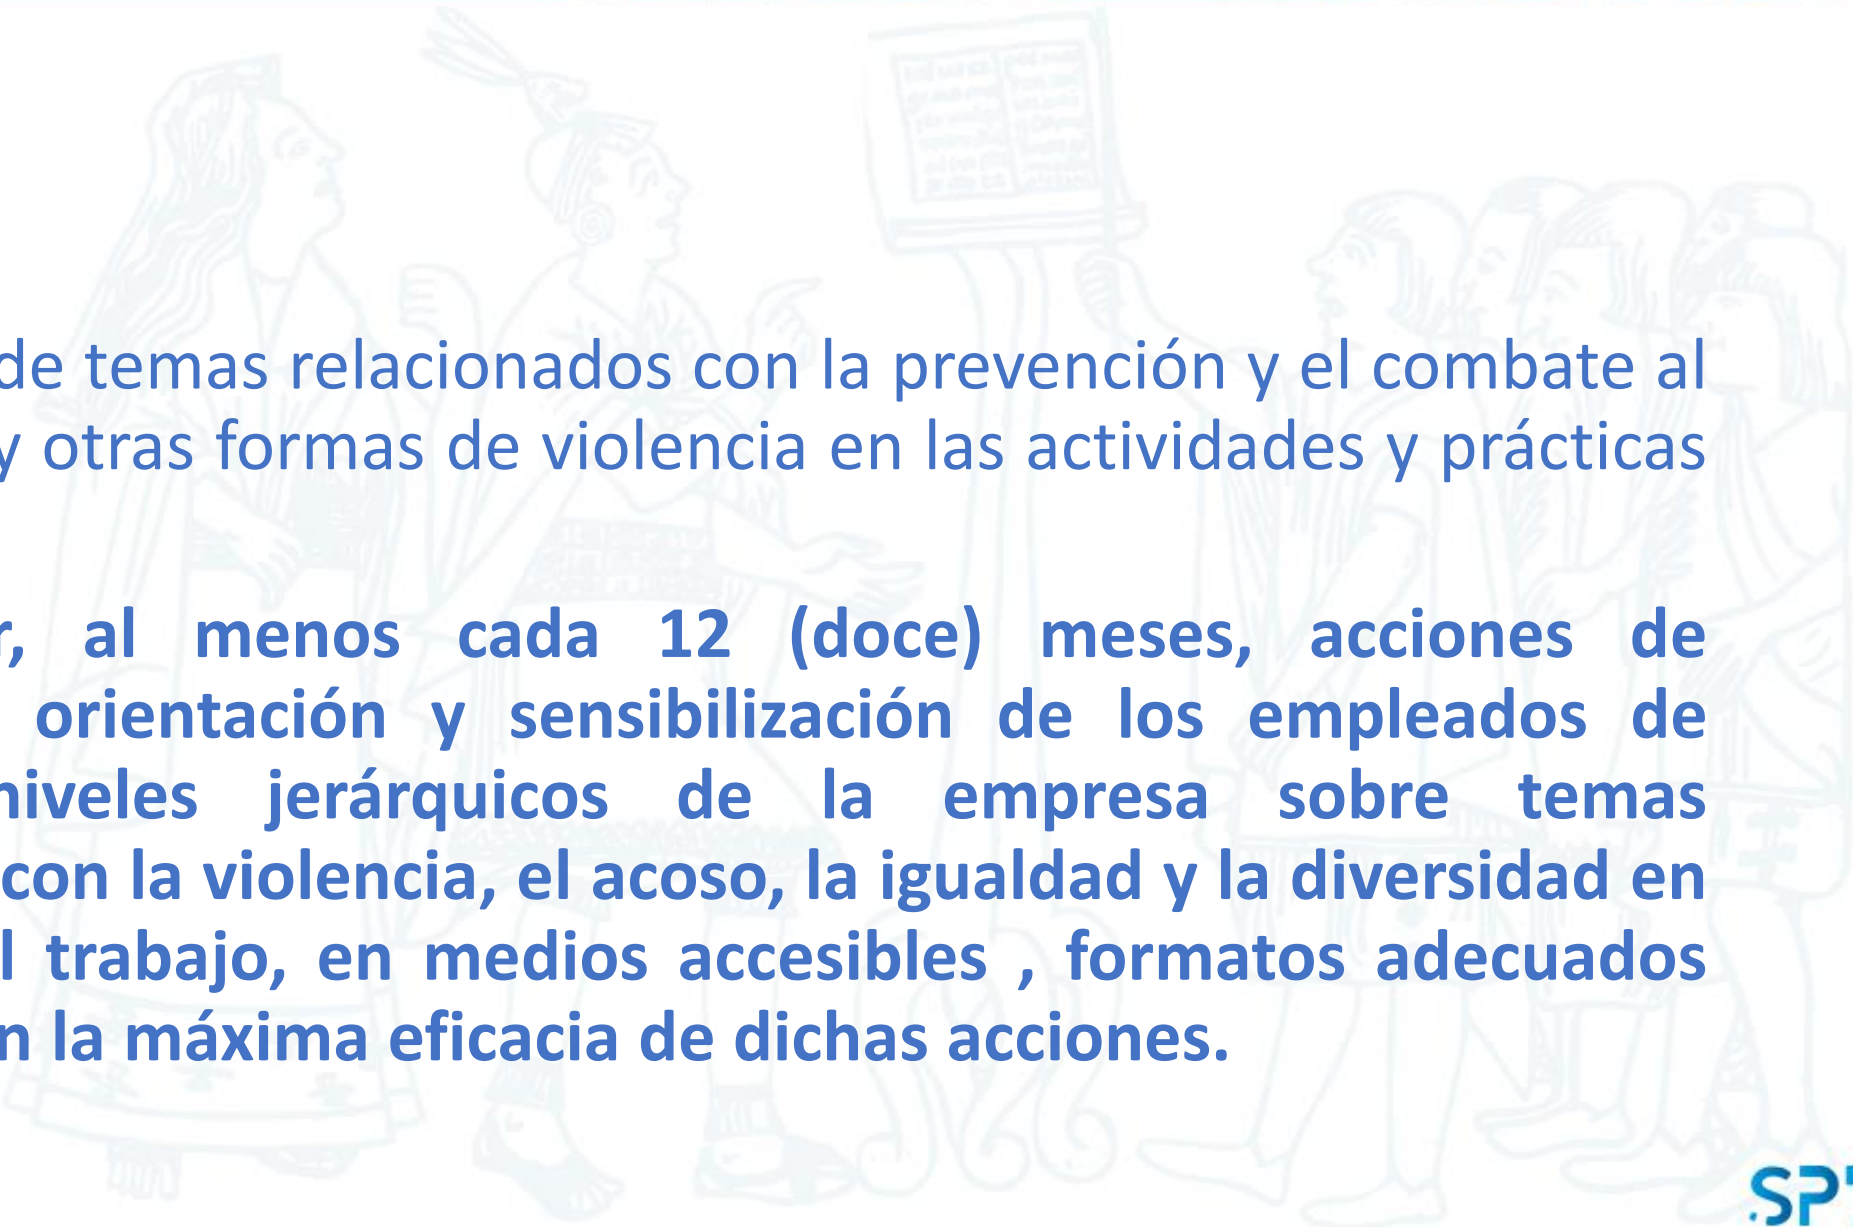 de temas relacionados con la prevención y el combate al
y otras formas de violencia en las actividades y prácticas
r, al menos cada 12 (doce) meses, acciones de
orientación y sensibilización de los empleados de
niveles jerárquicos de la empresa sobre temas
con la violencia, el acoso, la igualdad y la diversidad en
l trabajo, en medios accesibles , formatos adecuados
n la máxima eficacia de dichas acciones.
.SP